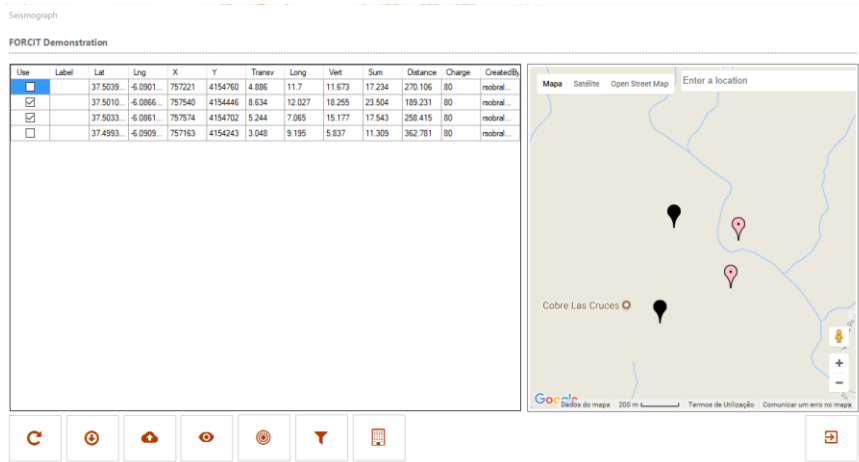 Seismograph
FORCIT Demonstration
Use Label Lat Lng X Y Transv Long Vert Sum Distance Charge CreatedBy
37.5039... -6.0901... 757221 4154760 4.886 11.7 11.673 17.234 270.106 80 rsobral...
37.5010... -6.0866... 757540 4154446 8.634 12.027 18.255 23.504 189.231 80 rsobral...
37.5033... -6.0861... 757574 4154702 5.244 7.065 15.177 17.543 258.415 80 rsobral...
37.4993... -6.0909... 757163 4154243 3.048 9.195 5.837 11.309 362.781 80 rsobral...
Mapa Satélite Open Street Map Enter a location
Cobre Las Cruces
Google Dados do mapa 200 m Termos de Utilização Comunicar um erro no mapa